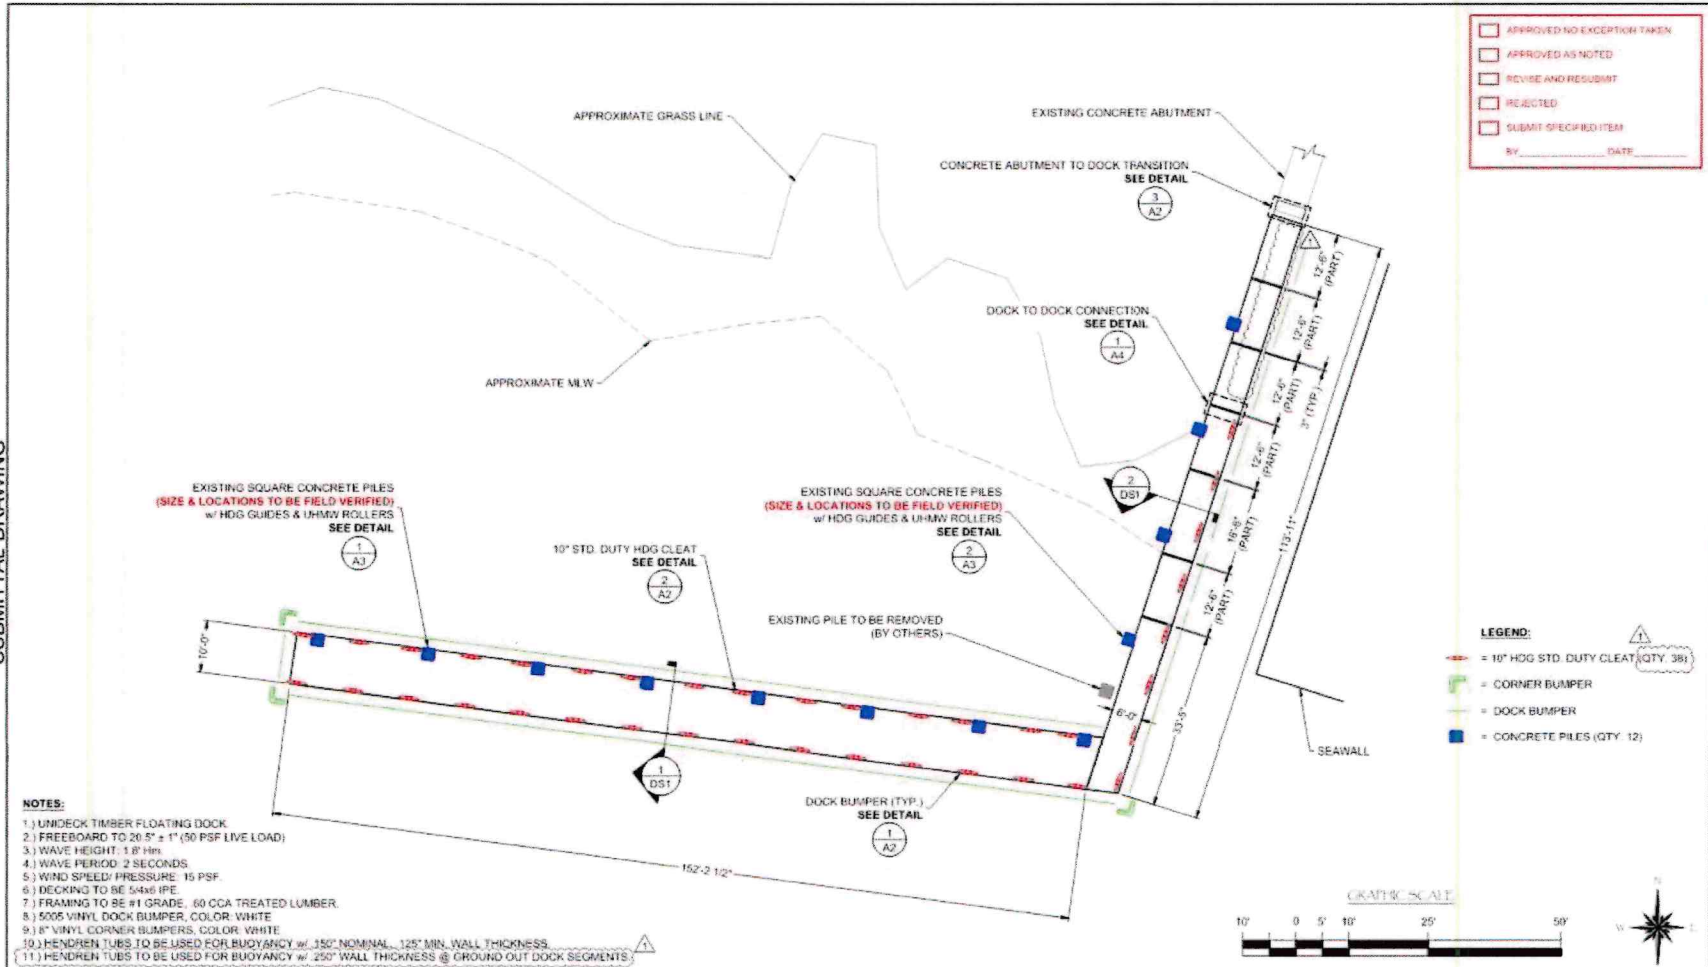 SUBMITTAL DRAWING
APPROVED NO EXCEPTION TAKEN
APPROVED AS NOTED
REVISE AND RESUBMIT
REJECTED
SUBMIT SPECIFIED ITEM
BY DATE
APPROXIMATE GRASS LINE
EXISTING CONCRETE ABUTMENT
CONCRETE ABUTMENT TO DOCK TRANSITION
SEE DETAIL
3
A2
1
12'-6"
(PART)
12'-6"
(PART)
DOCK TO DOCK CONNECTION
SEE DETAIL
1
A4
12'-6"
(PART)
3" (TYP.)
APPROXIMATE MLW
12'-6"
(PART)
2
DS1
16'-6"
(PART)
113'-11"
12'-6"
(PART)
EXISTING SQUARE CONCRETE PILES
(SIZE & LOCATIONS TO BE FIELD VERIFIED)
w/ HDG GUIDES & UHMW ROLLERS
SEE DETAIL
1
A3
EXISTING SQUARE CONCRETE PILES
(SIZE & LOCATIONS TO BE FIELD VERIFIED)
w/ HDG GUIDES & UHMW ROLLERS
SEE DETAIL
2
A3
10" STD. DUTY HDG CLEAT
SEE DETAIL
2
A2
EXISTING PILE TO BE REMOVED
(BY OTHERS)
10'-0"
6'-0"
33'-5"
SEAWALL
1
DS1
DOCK BUMPER (TYP.)
SEE DETAIL
1
A2
152'-2 1/2"
LEGEND:
1
= 10" HDG STD. DUTY CLEAT (QTY. 38)
= CORNER BUMPER
= DOCK BUMPER
= CONCRETE PILES (QTY. 12)
NOTES:
1.) UNIDECK TIMBER FLOATING DOCK
2.) FREEBOARD TO 20.5" ± 1" (50 PSF LIVE LOAD)
3.) WAVE HEIGHT: 1.8' Hm
4.) WAVE PERIOD: 2 SECONDS
5.) WIND SPEED/ PRESSURE: 15 PSF.
6.) DECKING TO BE 5/4x6 IPE.
7.) FRAMING TO BE #1 GRADE, .60 CCA TREATED LUMBER.
8.) 5005 VINYL DOCK BUMPER, COLOR: WHITE
9.) 8" VINYL CORNER BUMPERS, COLOR: WHITE
10.) HENDREN TUBS TO BE USED FOR BUOYANCY w/ .150" NOMINAL, .125" MIN. WALL THICKNESS.
11.) HENDREN TUBS TO BE USED FOR BUOYANCY w/ .250" WALL THICKNESS @ GROUND OUT DOCK SEGMENTS.
1
GRAPHIC SCALE
10' 0 5' 10' 25' 50'
N
W E